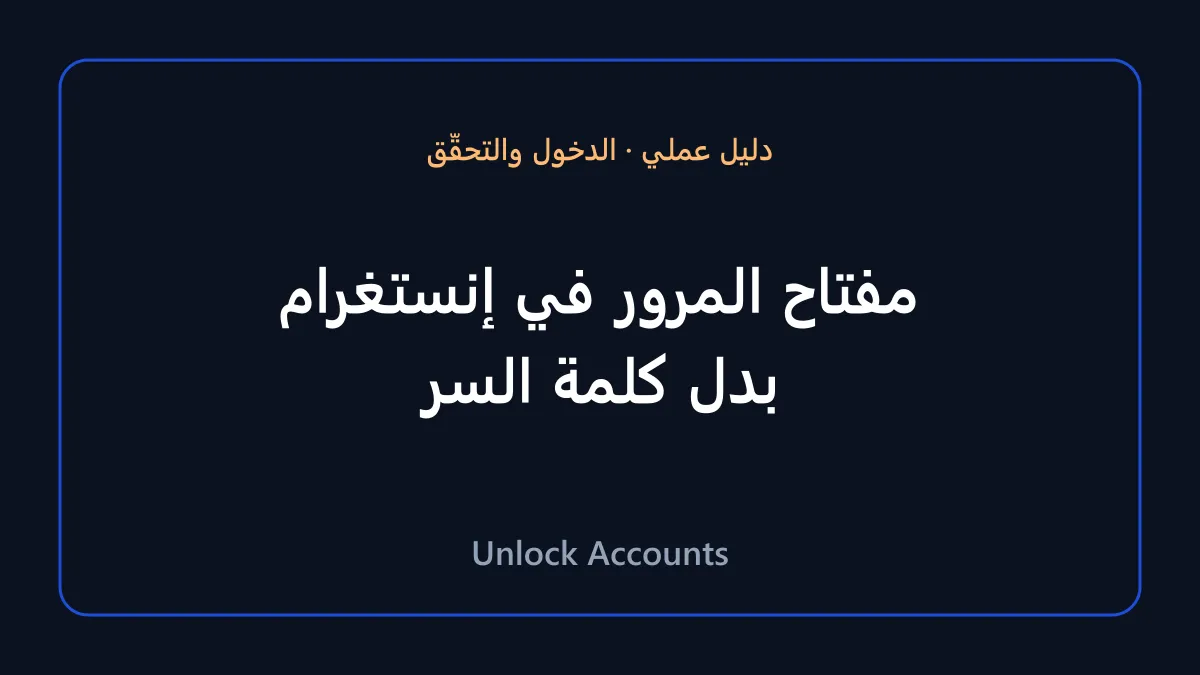 دليل عملي · الدخول والتحقّق
مفتاح المرور في إنستغرام
بدل كلمة السر
Unlock Accounts